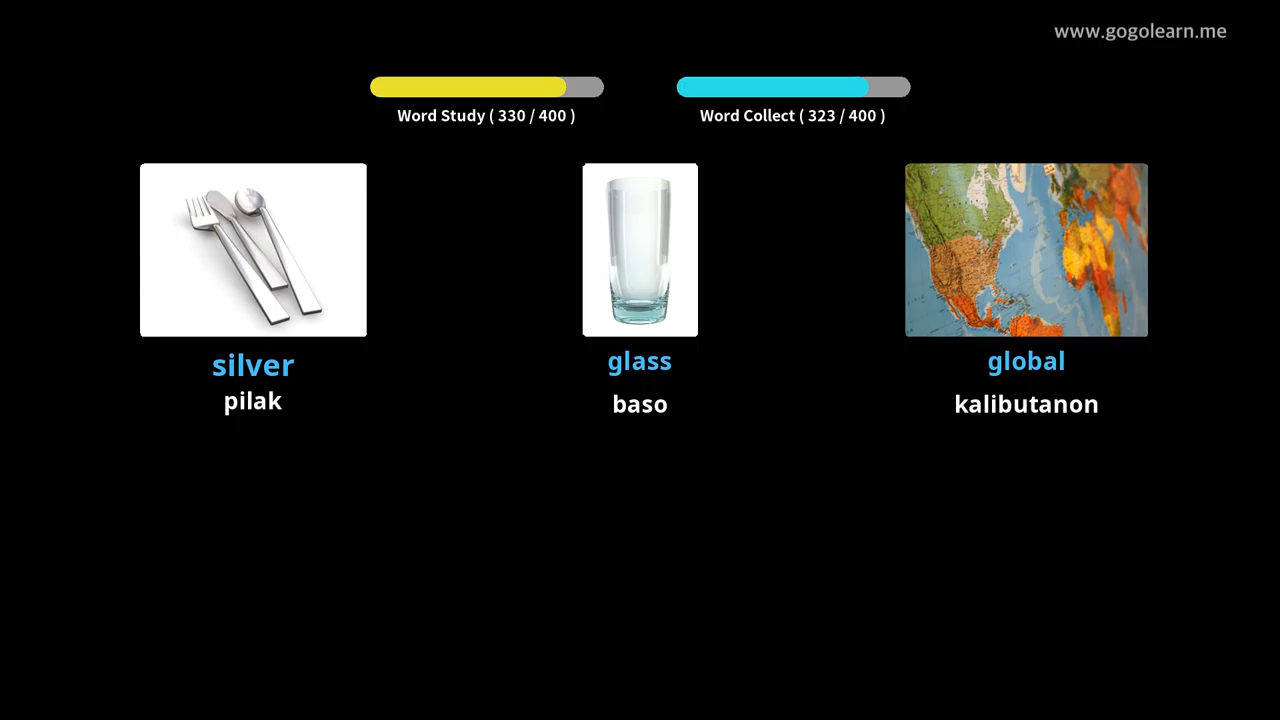 www.gogolearn.me
Word Study ( 330 / 400 )
Word Collect ( 323 / 400 )
silver
pilak
glass
baso
global
kalibutanon